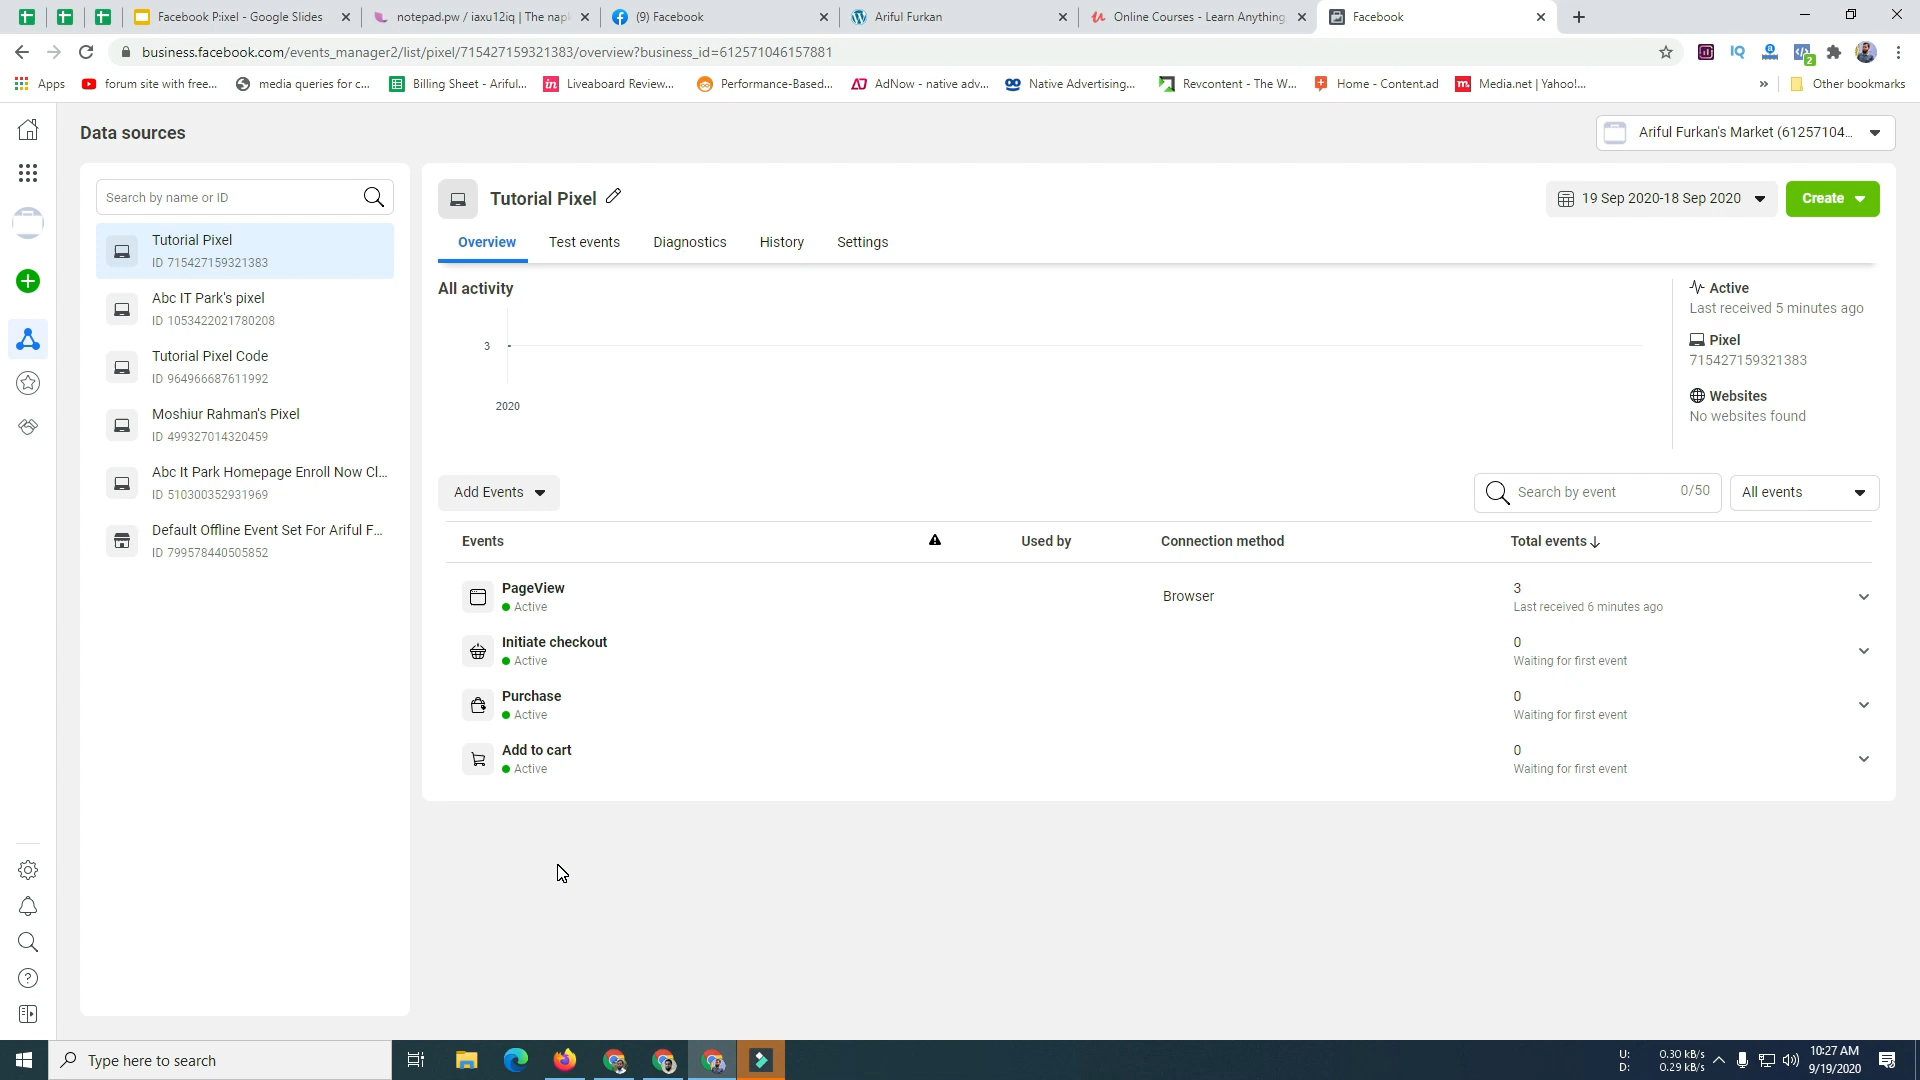 Facebook P:ixel - Google Slides
notepad.pw / iaxu12iq | The nap
(9) Facebook
Ariful Furkan
Online Courses - Learn Anything
Facebook
business.facebook.com/events_manager2/list/pixel/715427159321383/overview?business_id=612571046157881
2
Apps
forum site with free...
media queries for c...
Billing Sheet - Ariful...
Liveaboard Review...
Performance-Based...
AdNow - native adv...
Native Advertising...
Revcontent - The W...
Home - Content.ad
Media.net | Yahoo!...
»
Other bookmarks
Data sources
Ariful Furkan's Market (61257104...
Search by name or ID
Tutorial Pixel
ID 715427159321383
Abc IT Park's pixel
ID 1053422021780208
Tutorial Pixel Code
ID 964966687611992
Moshiur Rahman's Pixel
ID 499327014320459
Abc It Park Homepage Enroll Now Cl...
ID 510300352931969
Default Offline Event Set For Ariful F...
ID 799578440505852
Tutorial Pixel
19 Sep 2020-18 Sep 2020
Create
Overview
Test events
Diagnostics
History
Settings
All activity
3
2020
Active
Last received 5 minutes ago
Pixel
715427159321383
Websites
No websites found
Add Events
Search by event
0/50
All events
Events
Used by
Connection method
Total events
PageView
Active
Browser
3
Last received 6 minutes ago
Initiate checkout
Active
0
Waiting for first event
Purchase
Active
0
Waiting for first event
Add to cart
Active
0
Waiting for first event
Type here to search
U: 0.30 kB/s
D: 0.29 kB/s
10:27 AM
9/19/2020